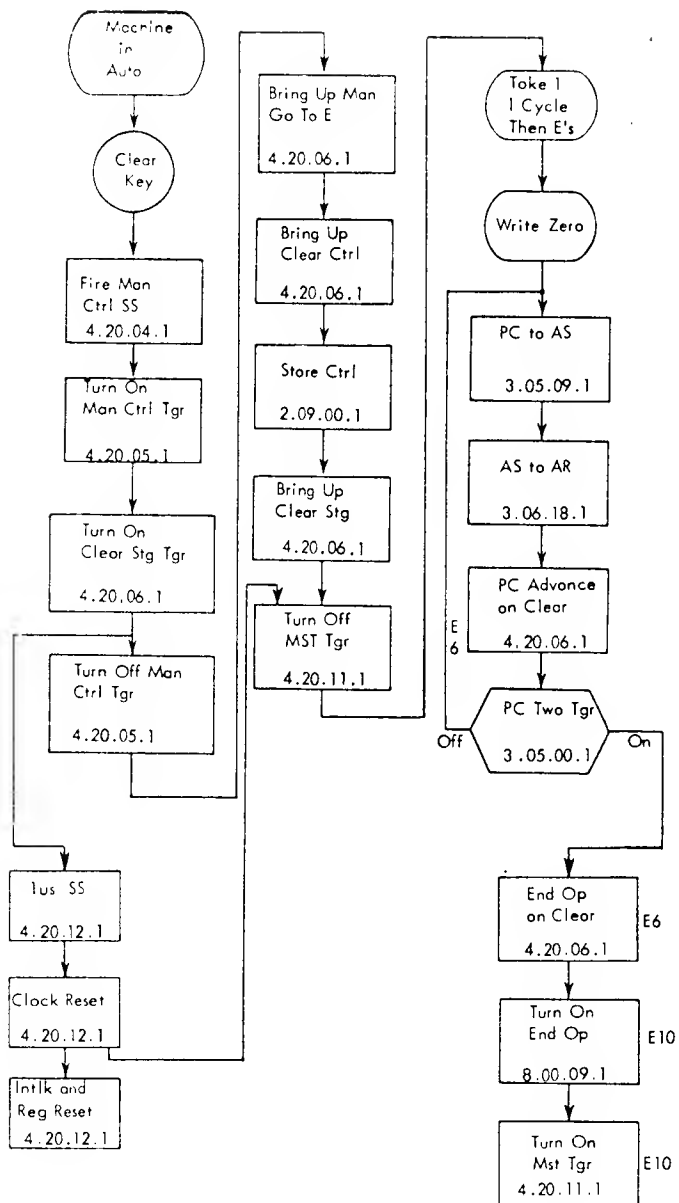 Machine
in
Auto
Clear
Key
Fire Man
Ctrl SS
4.20.04.1
Turn On
Man Ctrl Tgr
4.20.05.1
Turn On
Clear Stg Tgr
4.20.06.1
Turn Off Man
Ctrl Tgr
4.20.05.1
1us SS
4.20.12.1
Clock Reset
4.20.12.1
Intlk and
Reg Reset
4.20.12.1
Bring Up Man
Go To E
4.20.06.1
Bring Up
Clear Ctrl
4.20.06.1
Store Ctrl
2.09.00.1
Bring Up
Clear Stg
4.20.06.1
Turn Off
MST Tgr
4.20.11.1
Take 1
I Cycle
Then E's
Write Zero
PC to AS
3.05.09.1
AS to AR
3.06.18.1
PC Advance
on Clear
4.20.06.1
E
6
PC Two Tgr
3.05.00.1
Off
On
End Op
on Clear
4.20.06.1
E6
Turn On
End Op
8.00.09.1
E10
Turn On
Mst Tgr
4.20.11.1
E10